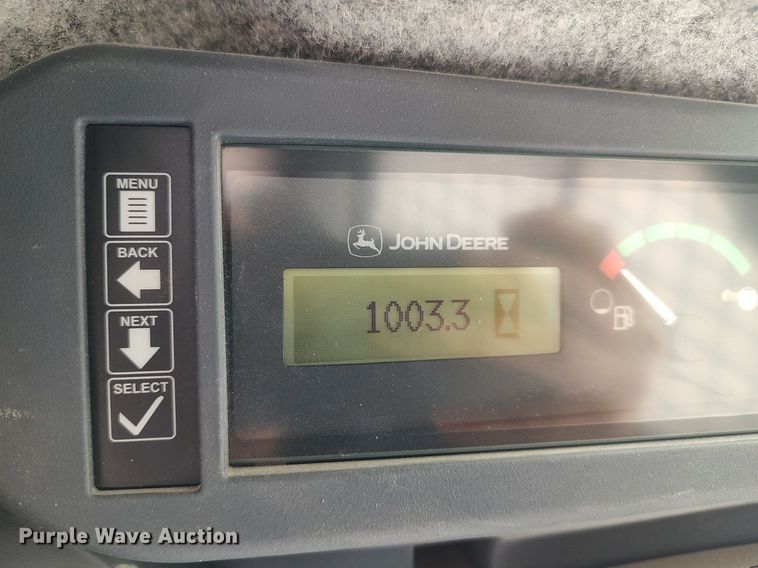 MENU
BACK
NEXT
SELECT
JOHN DEERE
1003.3
Purple Wave Auction®